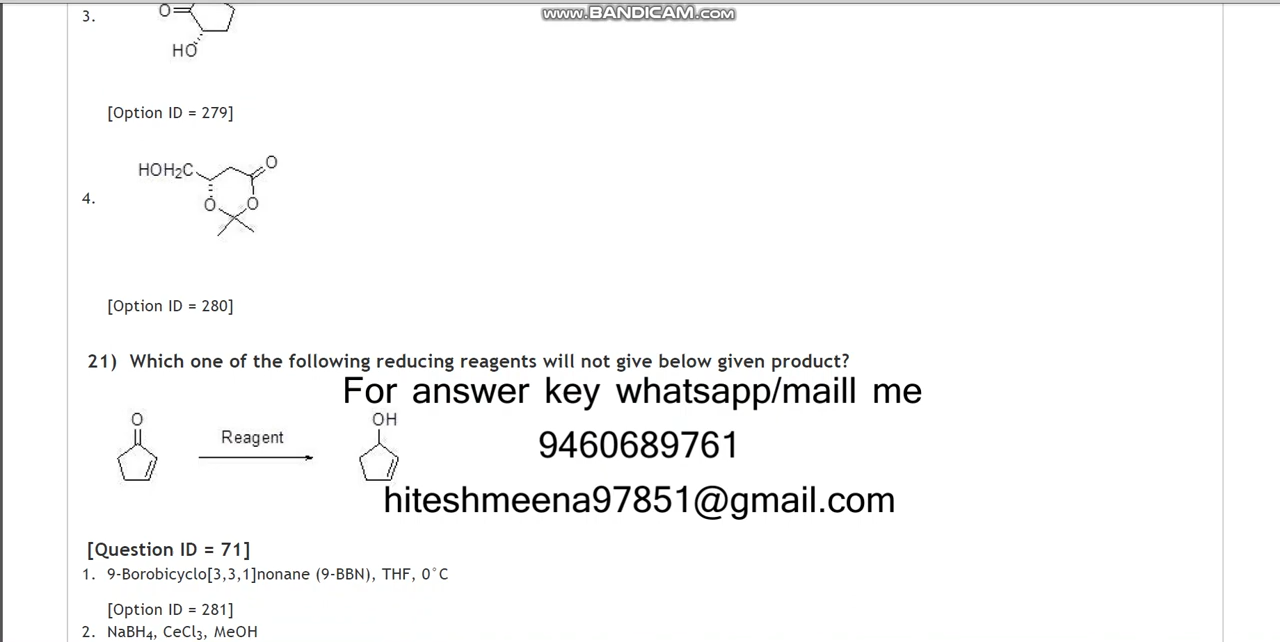 www.BANDICAM.com
3.
O
HO
[Option ID = 279]
HOH₂C
O
4.
O
O
[Option ID = 280]
21) Which one of the following reducing reagents will not give below given product?
For answer key whatsapp/maill me
O
Reagent
OH
9460689761
hiteshmeena97851@gmail.com
[Question ID = 71]
1. 9-Borobicyclo[3,3,1]nonane (9-BBN), THF, 0°C
[Option ID = 281]
2. NaBH₄, CeCl₃, MeOH